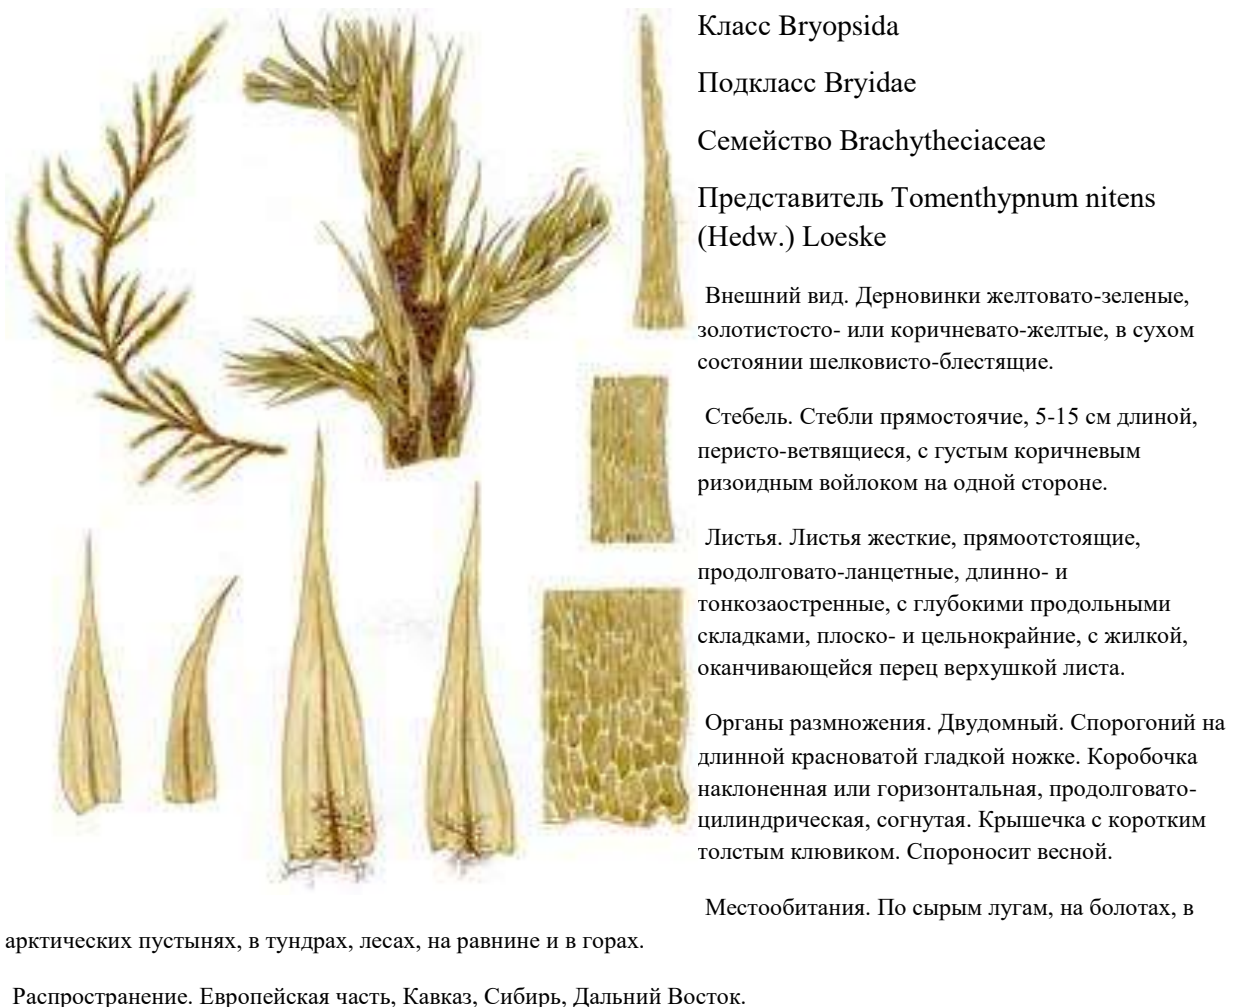 Класс Bryopsida
Подкласс Bryidae
Семейство Brachytheciaceae
Представитель Tomenthypnum nitens
(Hedw.) Loeske
Внешний вид. Дерновинки желтовато-зеленые,
золотистосто- или коричневато-желтые, в сухом
состоянии шелковисто-блестящие.
Стебель. Стебли прямостоячие, 5-15 см длиной,
перисто-ветвящиеся, с густым коричневым
ризоидным войлоком на одной стороне.
Листья. Листья жесткие, прямоотстоящие,
продолговато-ланцетные, длинно- и
тонкозаостренные, с глубокими продольными
складками, плоско- и цельнокрайние, с жилкой,
оканчивающейся перец верхушкой листа.
Органы размножения. Двудомный. Спорогоний на
длинной красноватой гладкой ножке. Коробочка
наклоненная или горизонтальная, продолговато-
цилиндрическая, согнутая. Крышечка с коротким
толстым клювиком. Спороносит весной.
Местообитания. По сырым лугам, на болотах, в
арктических пустынях, в тундрах, лесах, на равнине и в горах.
Распространение. Европейская часть, Кавказ, Сибирь, Дальний Восток.